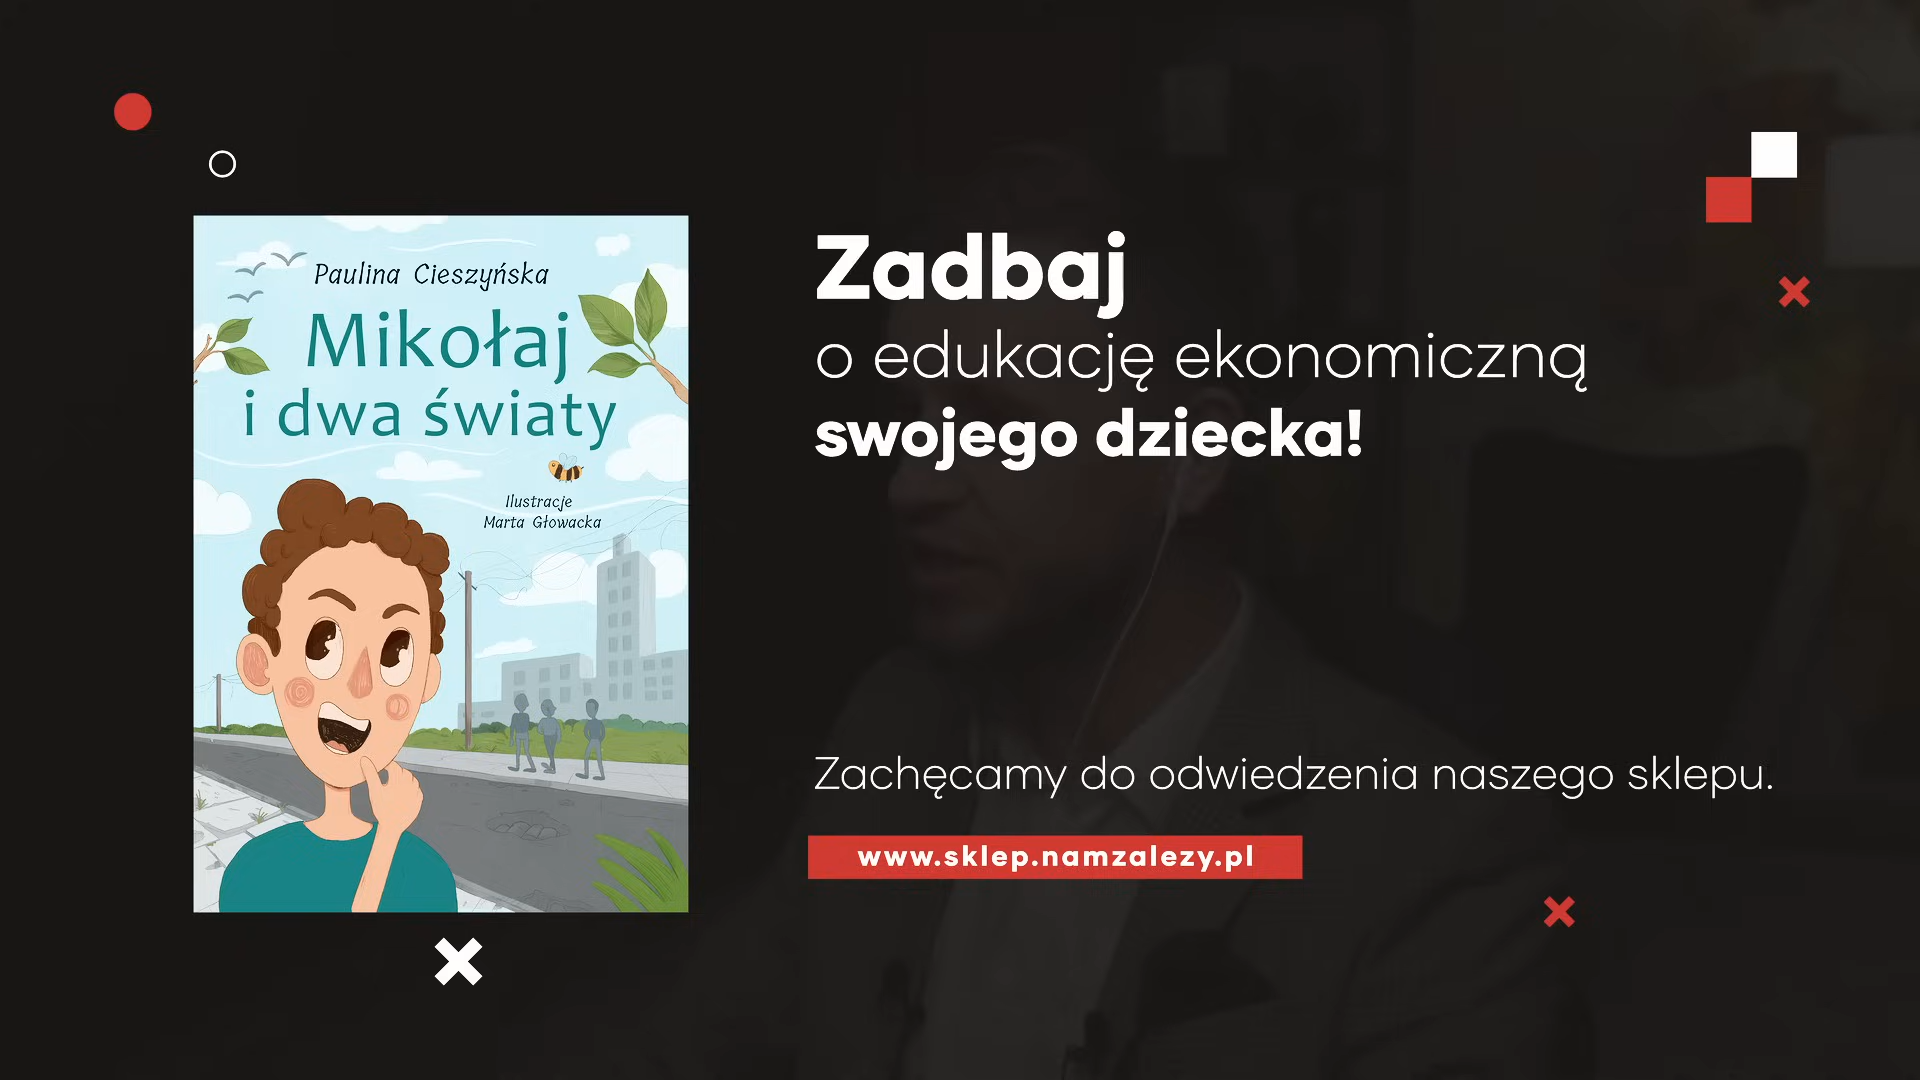 Paulina Cieszyńska
Mikołaj
i dwa światy
Ilustracje
Marta Głowacka
Zadbaj
o edukację ekonomiczną
swojego dziecka!
Zachęcamy do odwiedzenia naszego sklepu.
www.sklep.namzalezy.pl